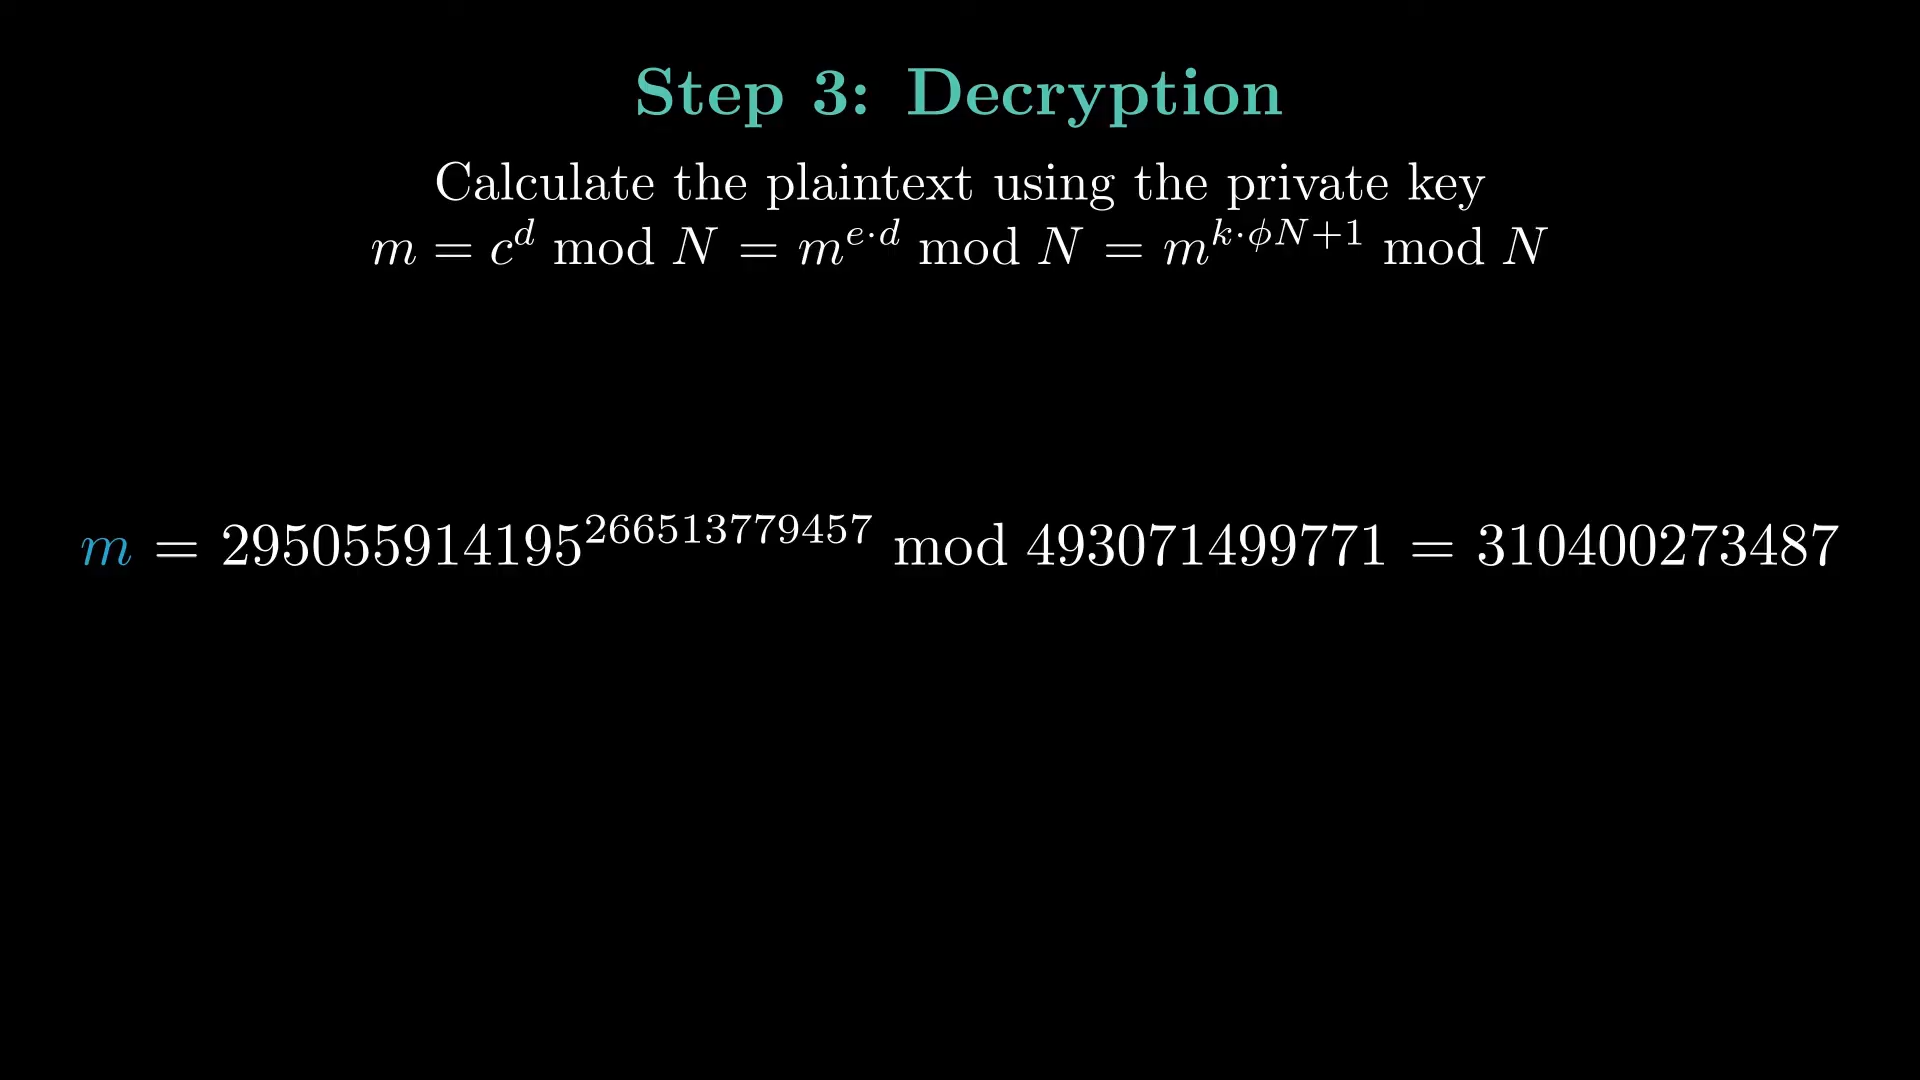 Step 3: Decryption
Calculate the plaintext using the private key
m = c^d mod N = m^{e·d} mod N = m^{k·ϕN+1} mod N
m = 295055914195^{266513779457} mod 493071499771 = 310400273487